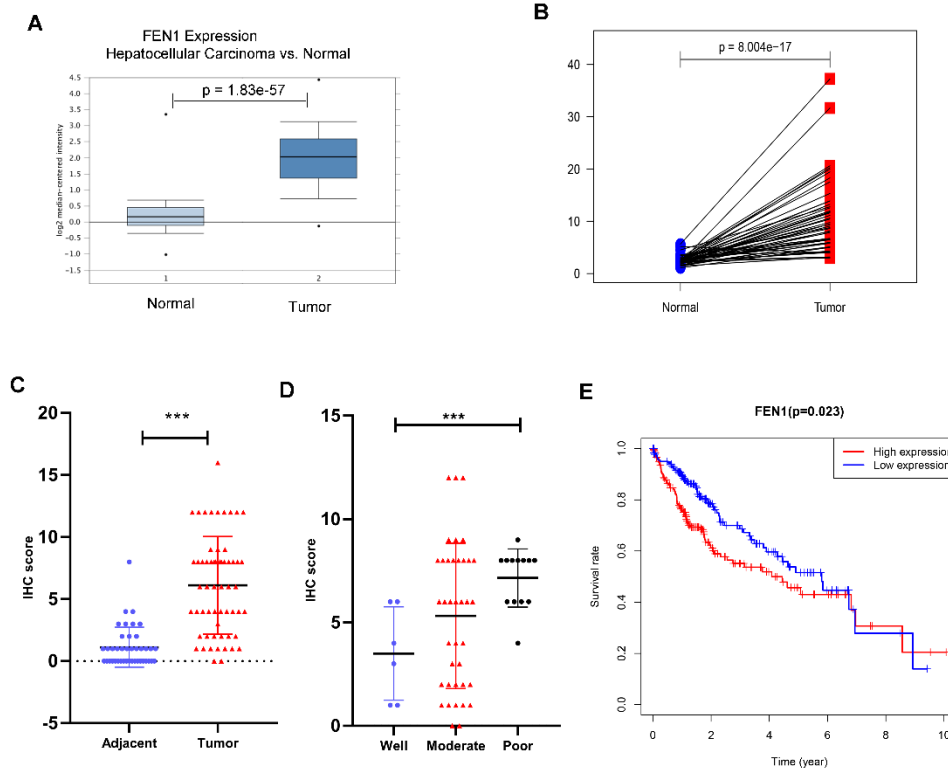 A
FEN1 Expression
Hepatocellular Carcinoma vs. Normal
log2 median-centered intensity
4.5
4.0
3.5
3.0
2.5
2.0
1.5
1.0
0.5
0.0
-0.5
-1.0
-1.5
p = 1.83e-57
1
2
Normal
Tumor
B
p = 8.004e−17
40
30
20
10
0
Normal
Tumor
C
IHC score
20
15
10
5
0
-5
***
Adjacent
Tumor
D
IHC score
15
10
5
0
***
Well
Moderate
Poor
E
FEN1(p=0.023)
High expression
Low expression
Survival rate
1.0
0.8
0.6
0.4
0.2
0.0
0
2
4
6
8
10
Time (year)